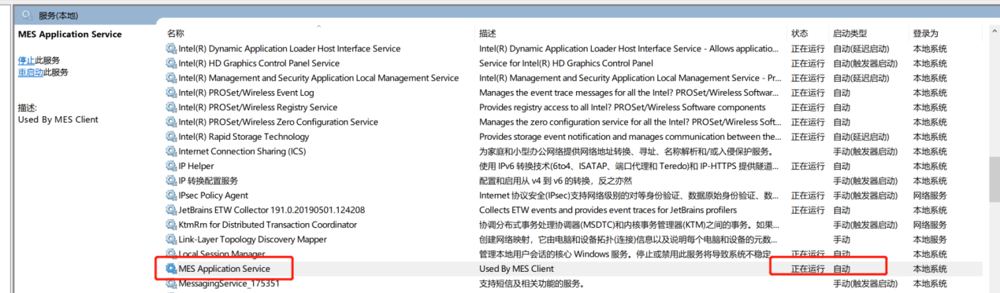 服务(本地)
MES Application Service
停止此服务
重启动此服务
描述:
Used By MES Client
名称 描述 状态 启动类型 登录为
Intel(R) Dynamic Application Loader Host Interface Service Intel(R) Dynamic Application Loader Host Interface Service - Allows applicatio... 正在运行 自动(延迟启动) 本地系统
Intel(R) HD Graphics Control Panel Service Service for Intel(R) HD Graphics Control Panel 正在运行 自动(触发器启动) 本地系统
Intel(R) Management and Security Application Local Management Service Intel(R) Management and Security Application Local Management Service - Pr... 正在运行 自动(延迟启动) 本地系统
Intel(R) PROSet/Wireless Event Log Manages the event trace messages for all the Intel? PROSet/Wireless Softwar... 正在运行 自动 本地系统
Intel(R) PROSet/Wireless Registry Service Provides registry access to all Intel? PROSet/Wireless Software components 正在运行 自动 本地系统
Intel(R) PROSet/Wireless Zero Configuration Service Manages the zero configuration service for all the Intel? PROSet/Wireless Soft... 正在运行 自动 本地系统
Intel(R) Rapid Storage Technology Provides storage event notification and manages communication between the... 正在运行 自动(延迟启动) 本地系统
Internet Connection Sharing (ICS) 为家庭和小型办公网络提供网络地址转换、寻址、名称解析和/或入侵保护服务。 手动(触发器启动) 本地系统
IP Helper 使用 IPv6 转换技术(6to4、ISATAP、端口代理和 Teredo)和 IP-HTTPS 提供隧道... 正在运行 自动 本地系统
IP 转换配置服务 配置和启用从 v4 到 v6 的转换，反之亦然 手动(触发器启动) 本地系统
IPsec Policy Agent Internet 协议安全(IPsec)支持网络级别的对等身份验证、数据原始身份验证、数... 正在运行 手动(触发器启动) 网络服务
JetBrains ETW Collector 191.0.20190501.124208 Collects ETW events and provides event traces for JetBrains profilers 正在运行 自动 本地系统
KtmRm for Distributed Transaction Coordinator 协调分布式事务处理协调器(MSDTC)和内核事务管理器(KTM)之间的事务。如果... 手动(触发器启动) 网络服务
Link-Layer Topology Discovery Mapper 创建网络映射，它由电脑和设备拓扑(连接)信息以及说明每个电脑和设备的元数... 手动 本地服务
Local Session Manager 管理本地用户会话的核心 Windows 服务。停止或禁用此服务将导致系统不稳定。 正在运行 自动 本地系统
MES Application Service Used By MES Client 正在运行 自动 本地系统
MessagingService_175351 支持短信及相关功能的服务。 手动(触发器启动) 本地系统